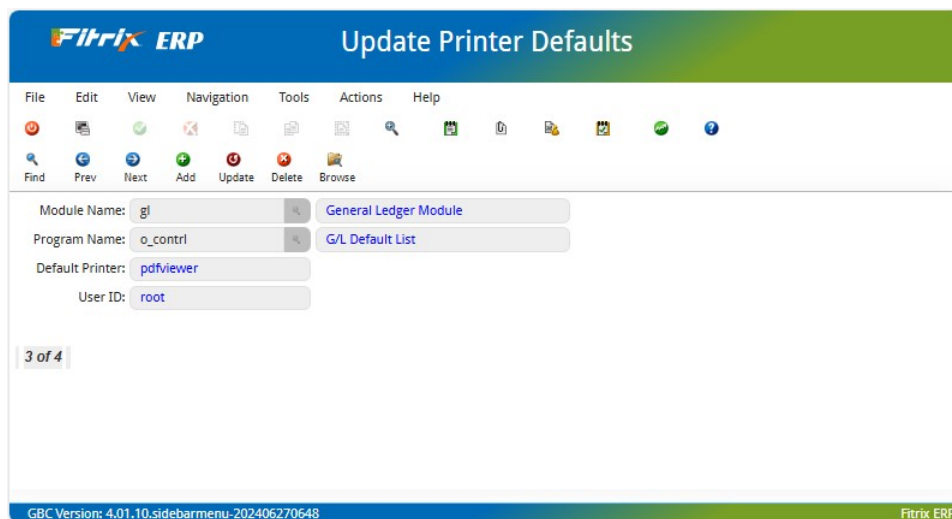 Fitrix ERP Update Printer Defaults
File Edit View Navigation Tools Actions Help
Find Prev Next Add Update Delete Browse
Module Name: gl General Ledger Module
Program Name: o_contrl G/L Default List
Default Printer: pdfviewer
User ID: root
3 of 4
GBC Version: 4.01.10.sidebarmenu-202406270648 Fitrix ERP